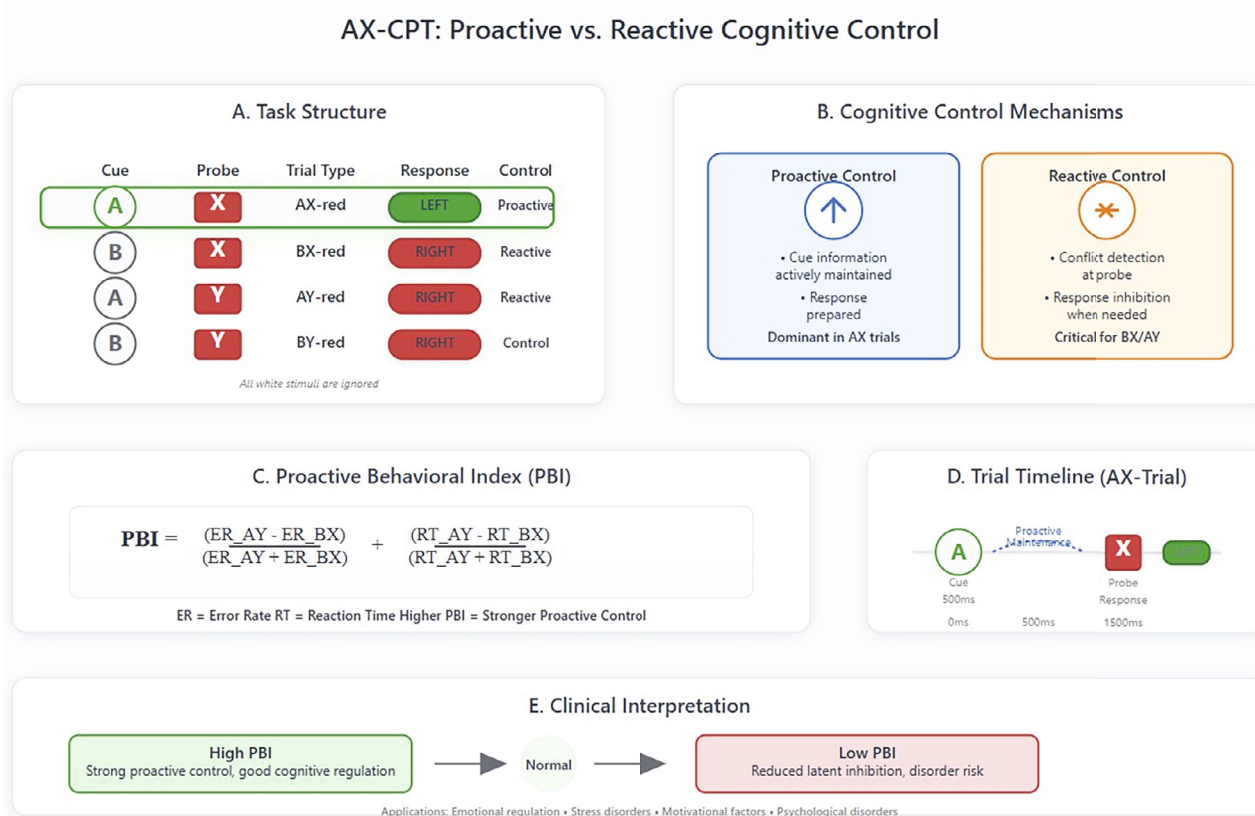 AX-CPT: Proactive vs. Reactive Cognitive Control
A. Task Structure
Cue Probe Trial Type Response Control
A X AX-red LEFT Proactive
B X BX-red RIGHT Reactive
A Y AY-red RIGHT Reactive
B Y BY-red RIGHT Control
All white stimuli are ignored
B. Cognitive Control Mechanisms
Proactive Control
• Cue information
actively maintained
• Response
prepared
Dominant in AX trials
Reactive Control
• Conflict detection
at probe
• Response inhibition
when needed
Critical for BX/AY
C. Proactive Behavioral Index (PBI)
PBI = (ER_AY - ER_BX) + (RT_AY - RT_BX)
(ER_AY + ER_BX) (RT_AY + RT_BX)
ER = Error Rate RT = Reaction Time Higher PBI = Stronger Proactive Control
D. Trial Timeline (AX-Trial)
Proactive
Maintenance
A X LEFT
Cue Probe
500ms Response
0ms 500ms 1500ms
E. Clinical Interpretation
High PBI
Strong proactive control, good cognitive regulation
Normal
Low PBI
Reduced latent inhibition, disorder risk
Applications: Emotional regulation • Stress disorders • Motivational factors • Psychological disorders